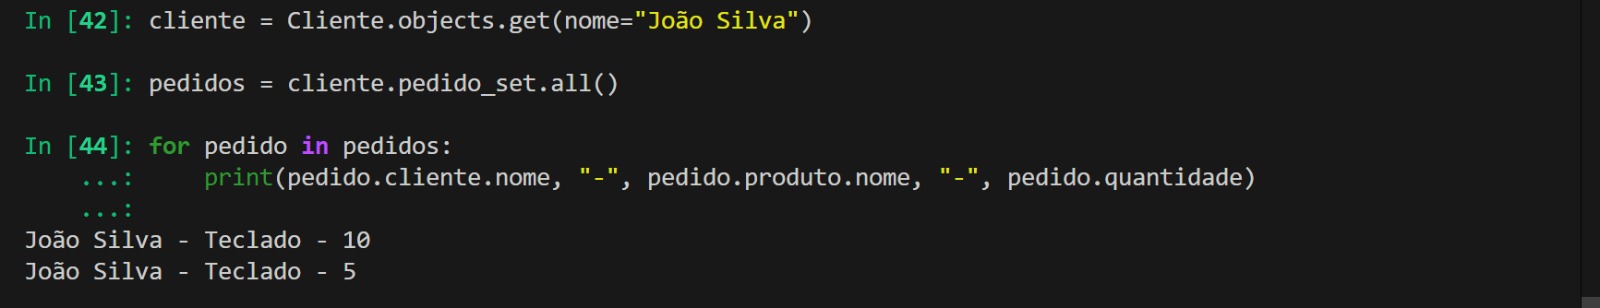 In [42]: cliente = Cliente.objects.get(nome="João Silva")
In [43]: pedidos = cliente.pedido_set.all()
In [44]: for pedido in pedidos:
    ...:     print(pedido.cliente.nome, "-", pedido.produto.nome, "-", pedido.quantidade)
    ...:
João Silva - Teclado - 10
João Silva - Teclado - 5